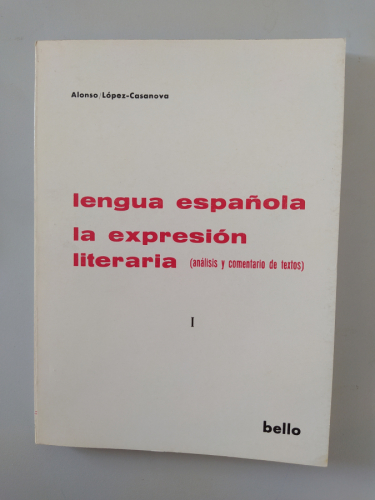 Alonso/López-Casanova
lengua española
la expresión
literaria (análisis y comentario de textos)
I
bello